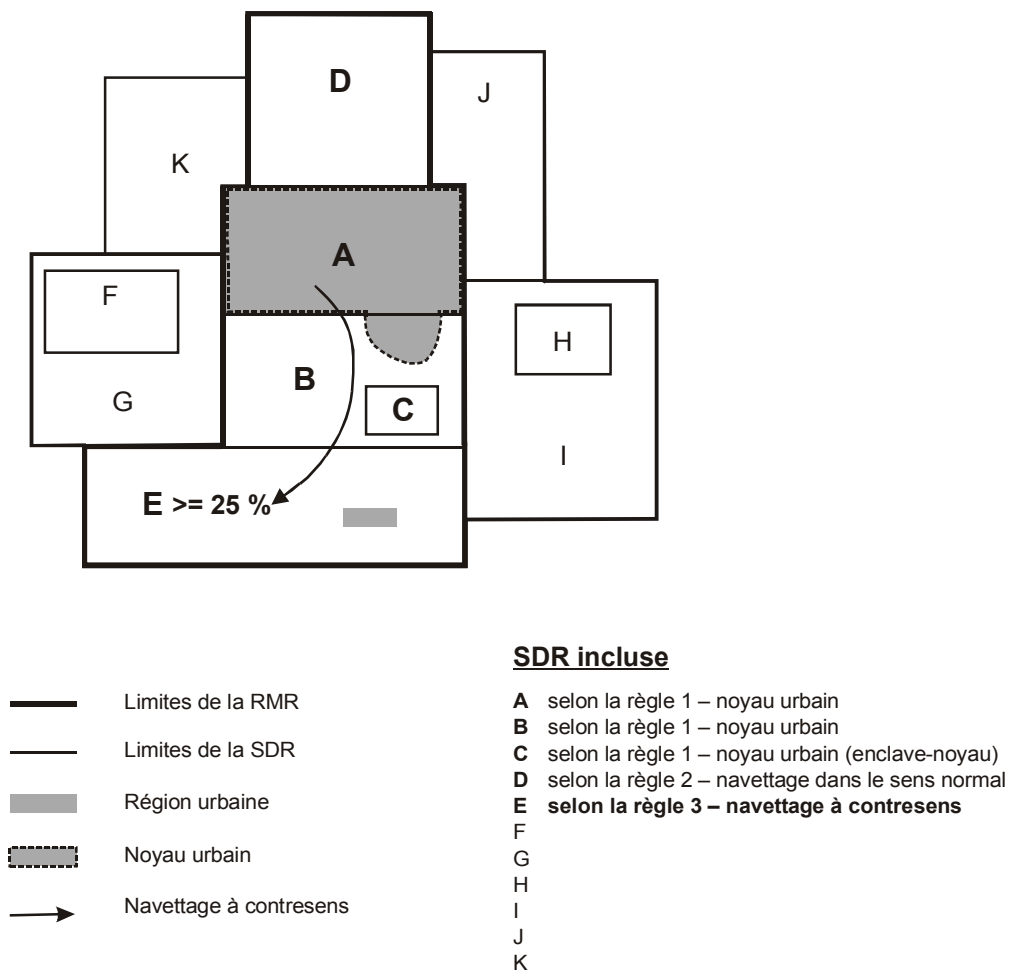 D
J
K
A
F
H
B
C
G
I
E >= 25 %
SDR incluse
Limites de la RMR
Limites de la SDR
Région urbaine
Noyau urbain
Navettage à contresens
A selon la règle 1 – noyau urbain
B selon la règle 1 – noyau urbain
C selon la règle 1 – noyau urbain (enclave-noyau)
D selon la règle 2 – navettage dans le sens normal
E selon la règle 3 – navettage à contresens
F
G
H
I
J
K